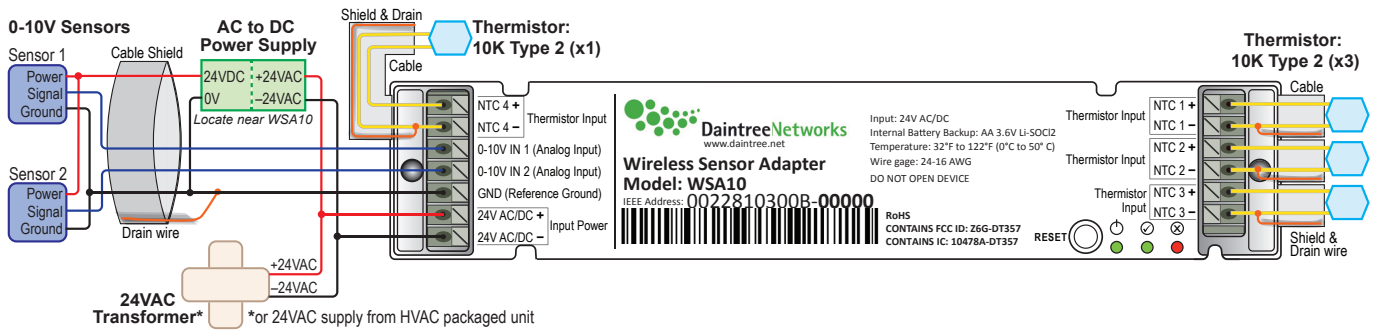 0-10V Sensors
Sensor 1
Power
Signal
Ground
Sensor 2
Power
Signal
Ground
Cable Shield
Drain wire
AC to DC
Power Supply
24VDC
+24VAC
0V
–24VAC
Locate near WSA10
+24VAC
–24VAC
24VAC
Transformer*
*or 24VAC supply from HVAC packaged unit
Shield & Drain
Cable
Thermistor:
10K Type 2 (x1)
NTC 4 +
NTC 4 –
Thermistor Input
0-10V IN 1 (Analog Input)
0-10V IN 2 (Analog Input)
GND (Reference Ground)
24V AC/DC +
24V AC/DC –
Input Power
DaintreeNetworks
www.daintree.net
Wireless Sensor Adapter
Model: WSA10
IEEE Address: 0022810300B-00000
Input: 24V AC/DC
Internal Battery Backup: AA 3.6V Li-SOCl2
Temperature: 32°F to 122°F (0°C to 50° C)
Wire gage: 24-16 AWG
DO NOT OPEN DEVICE
RoHS
CONTAINS FCC ID: Z6G-DT357
CONTAINS IC: 10478A-DT357
RESET
Thermistor Input
NTC 1 +
NTC 1 –
Thermistor Input
NTC 2 +
NTC 2 –
Thermistor
Input
NTC 3 +
NTC 3 –
Thermistor:
10K Type 2 (x3)
Cable
Shield &
Drain wire